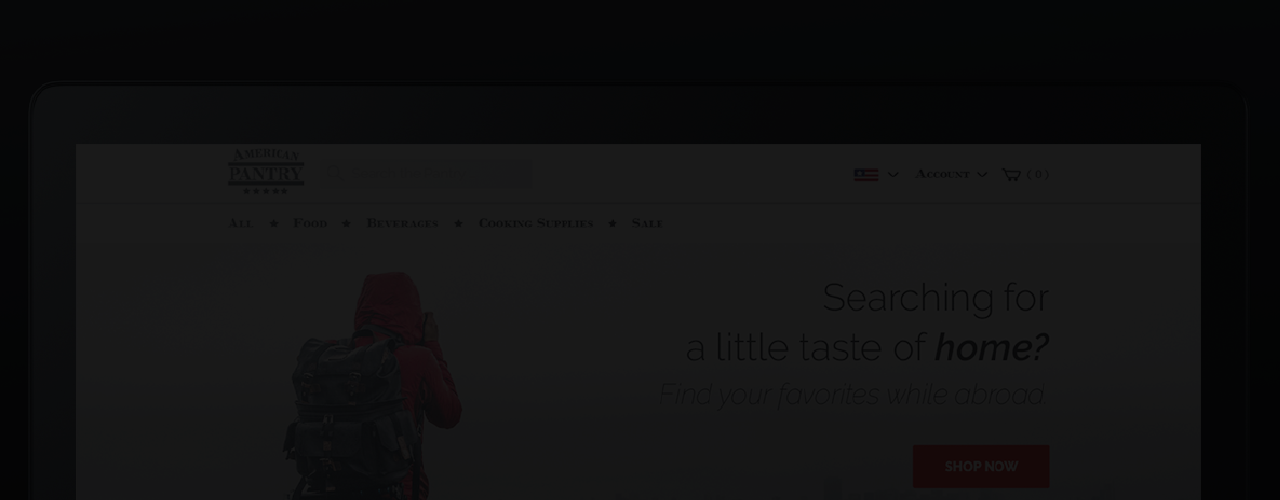 AMERICAN
PANTRY
ACCOUNT
( 0 )
ALL ★ FOOD ★ BEVERAGES ★ COOKING SUPPLIES ★ SALE
Searching for
a little taste of home?
Find your favorites while abroad.
SHOP NOW